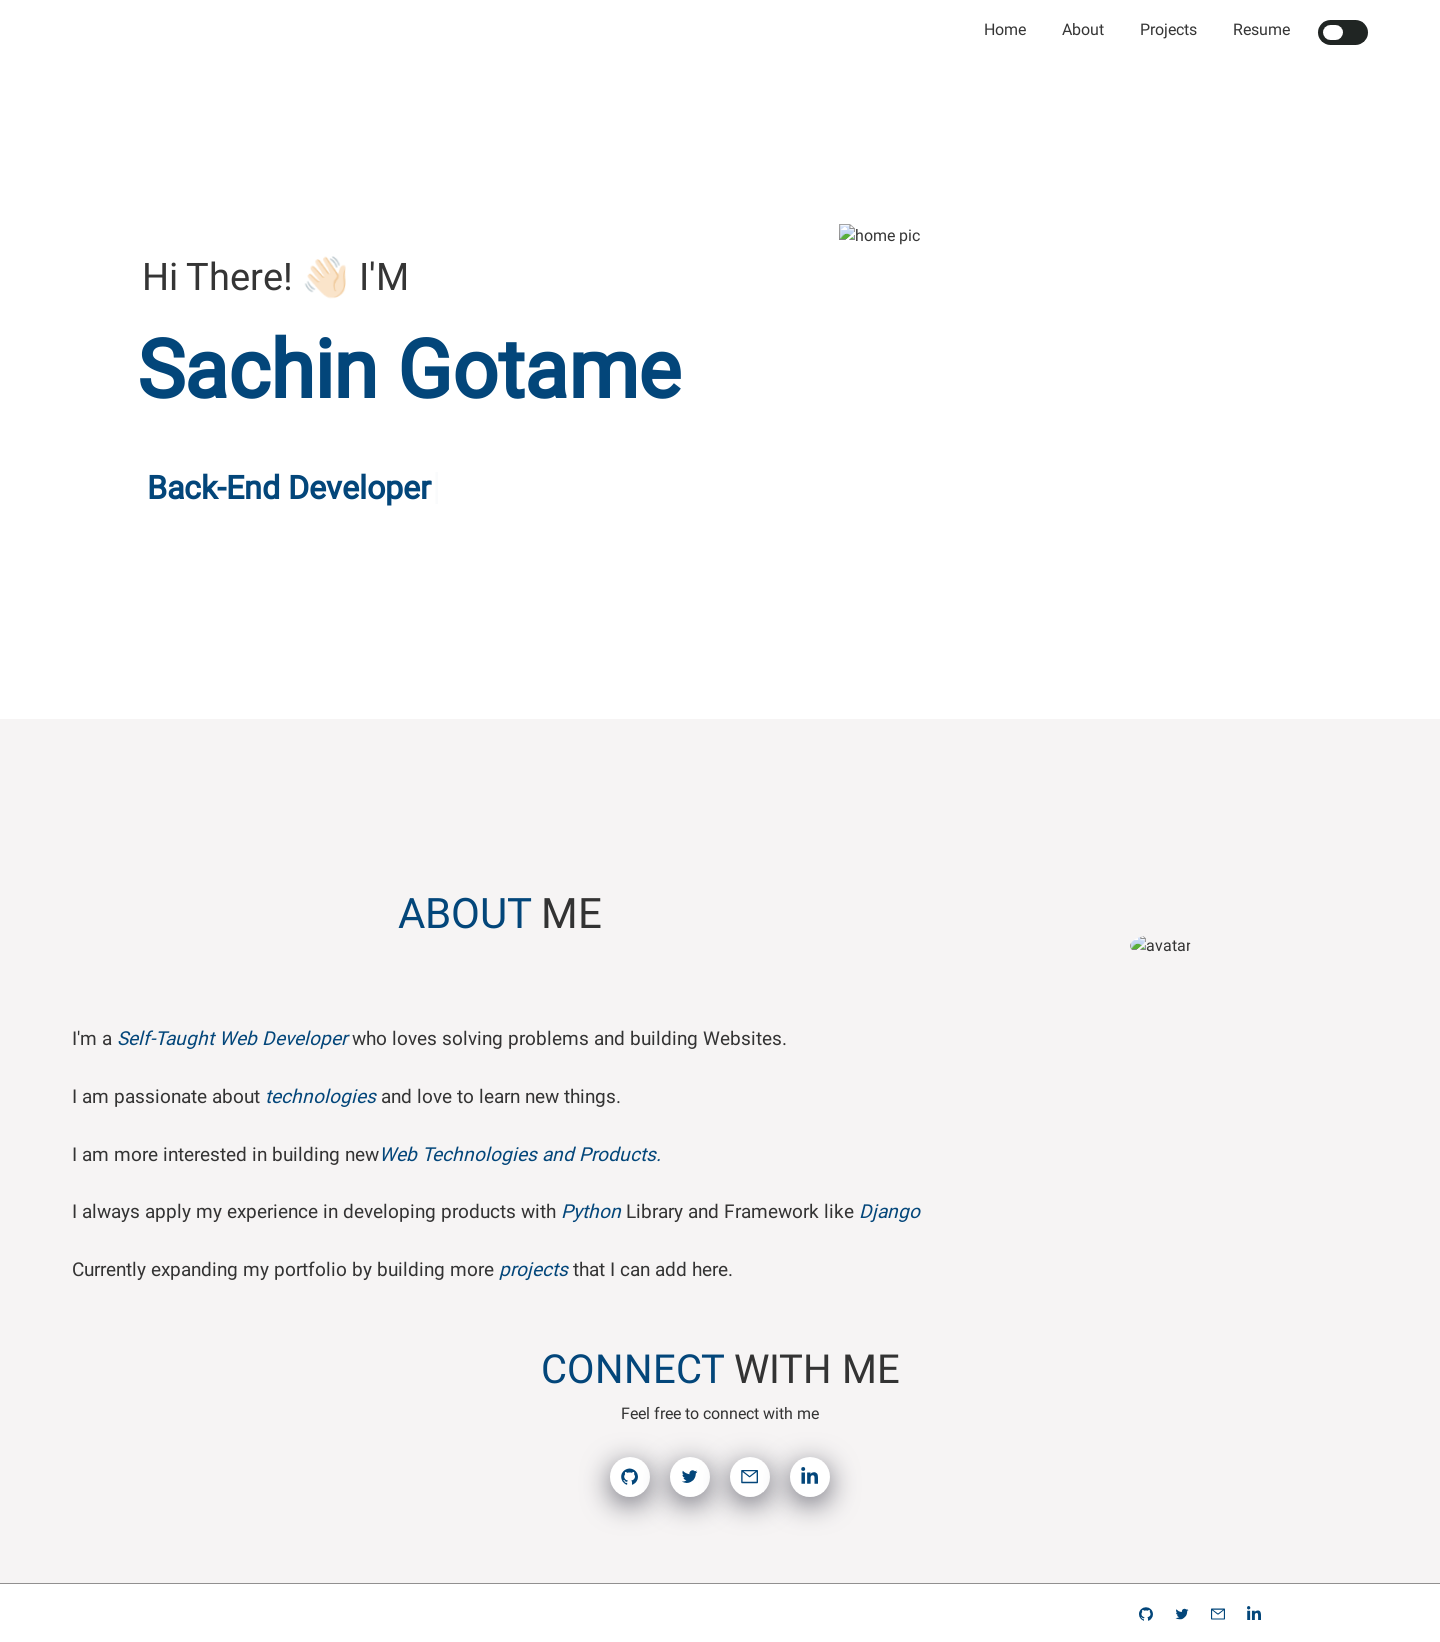 Home About Projects Resume
home pic
Hi There! 👋🏻 I'M
Sachin Gotame
Back-End Developer
ABOUT ME
avatar
I'm a Self-Taught Web Developer who loves solving problems and building Websites.
I am passionate about technologies and love to learn new things.
I am more interested in building newWeb Technologies and Products.
I always apply my experience in developing products with Python Library and Framework like Django
Currently expanding my portfolio by building more projects that I can add here.
CONNECT WITH ME
Feel free to connect with me